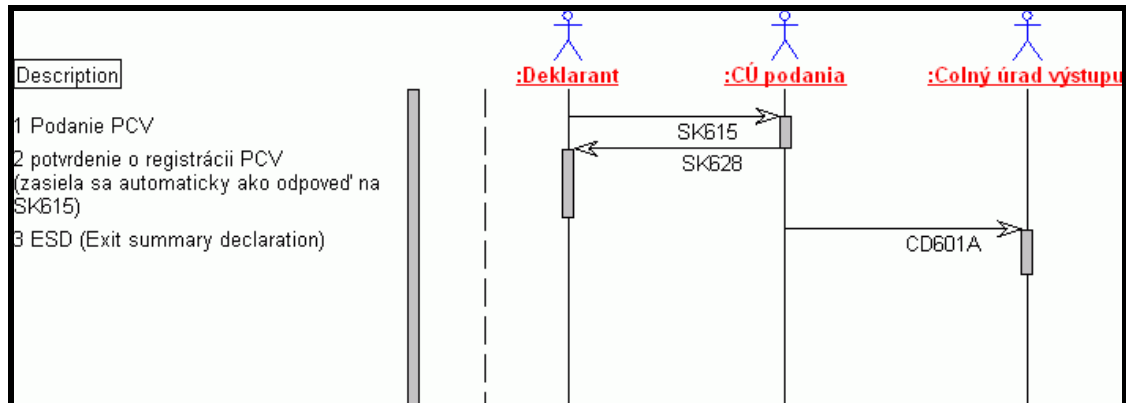 :Deklarant :CÚ podania :Colný úrad výstupu
Description
1 Podanie PCV
SK615
2 potvrdenie o registrácii PCV
SK628
(zasiela sa automaticky ako odpoveď na
SK615)
3 ESD (Exit summary declaration)
CD601A